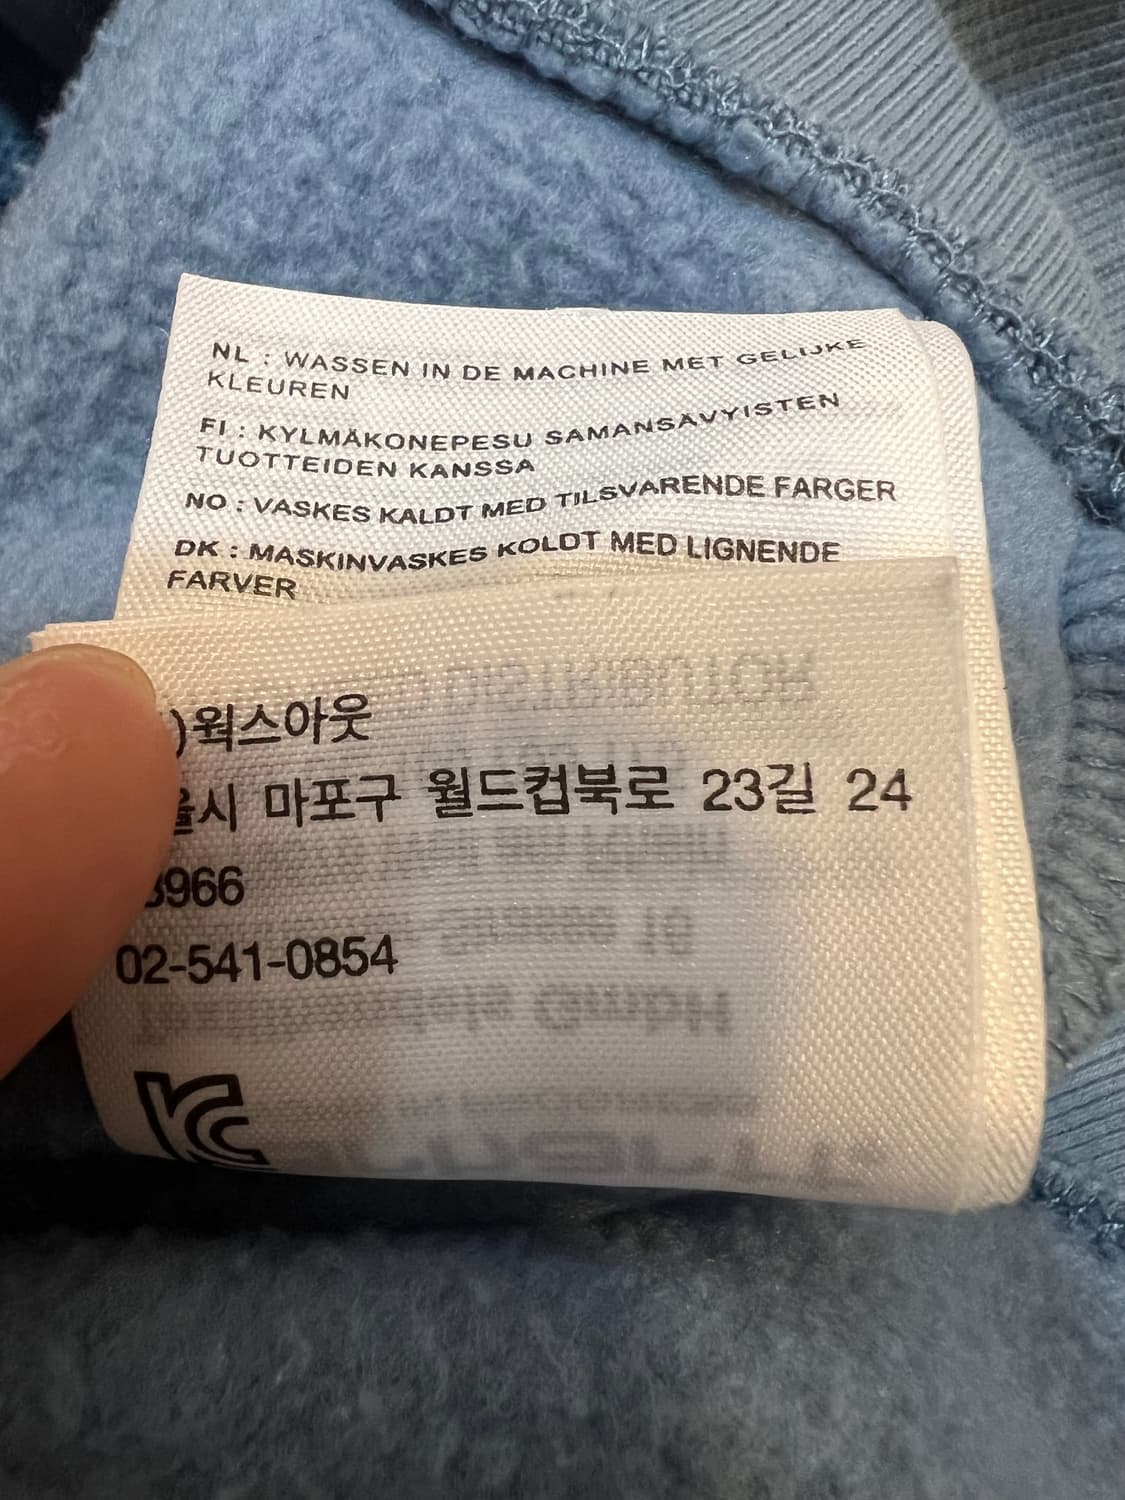 NL : WASSEN IN DE MACHINE MET GELIJKE
KLEUREN
FI : KYLMÄKONEPESU SAMANSÄVYISTEN
TUOTTEIDEN KANSSA
NO : VASKES KALDT MED TILSVARENDE FARGER
DK : MASKINVASKES KOLDT MED LIGNENDE
FARVER
)웍스아웃
울시 마포구 월드컵북로 23길 24
3966
02-541-0854